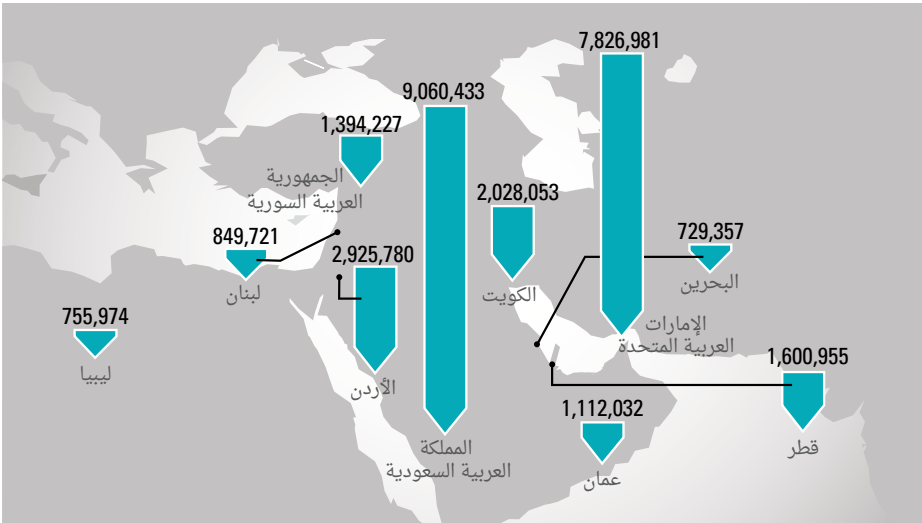 7,826,981
9,060,433
1,394,227
الجمهورية
العربية السورية
2,028,053
849,721
729,357
2,925,780
البحرين
لبنان
الكويت
755,974
الإمارات
العربية المتحدة
1,600,955
ليبيا
الأردن
1,112,032
المملكة
العربية السعودية
قطر
عمان